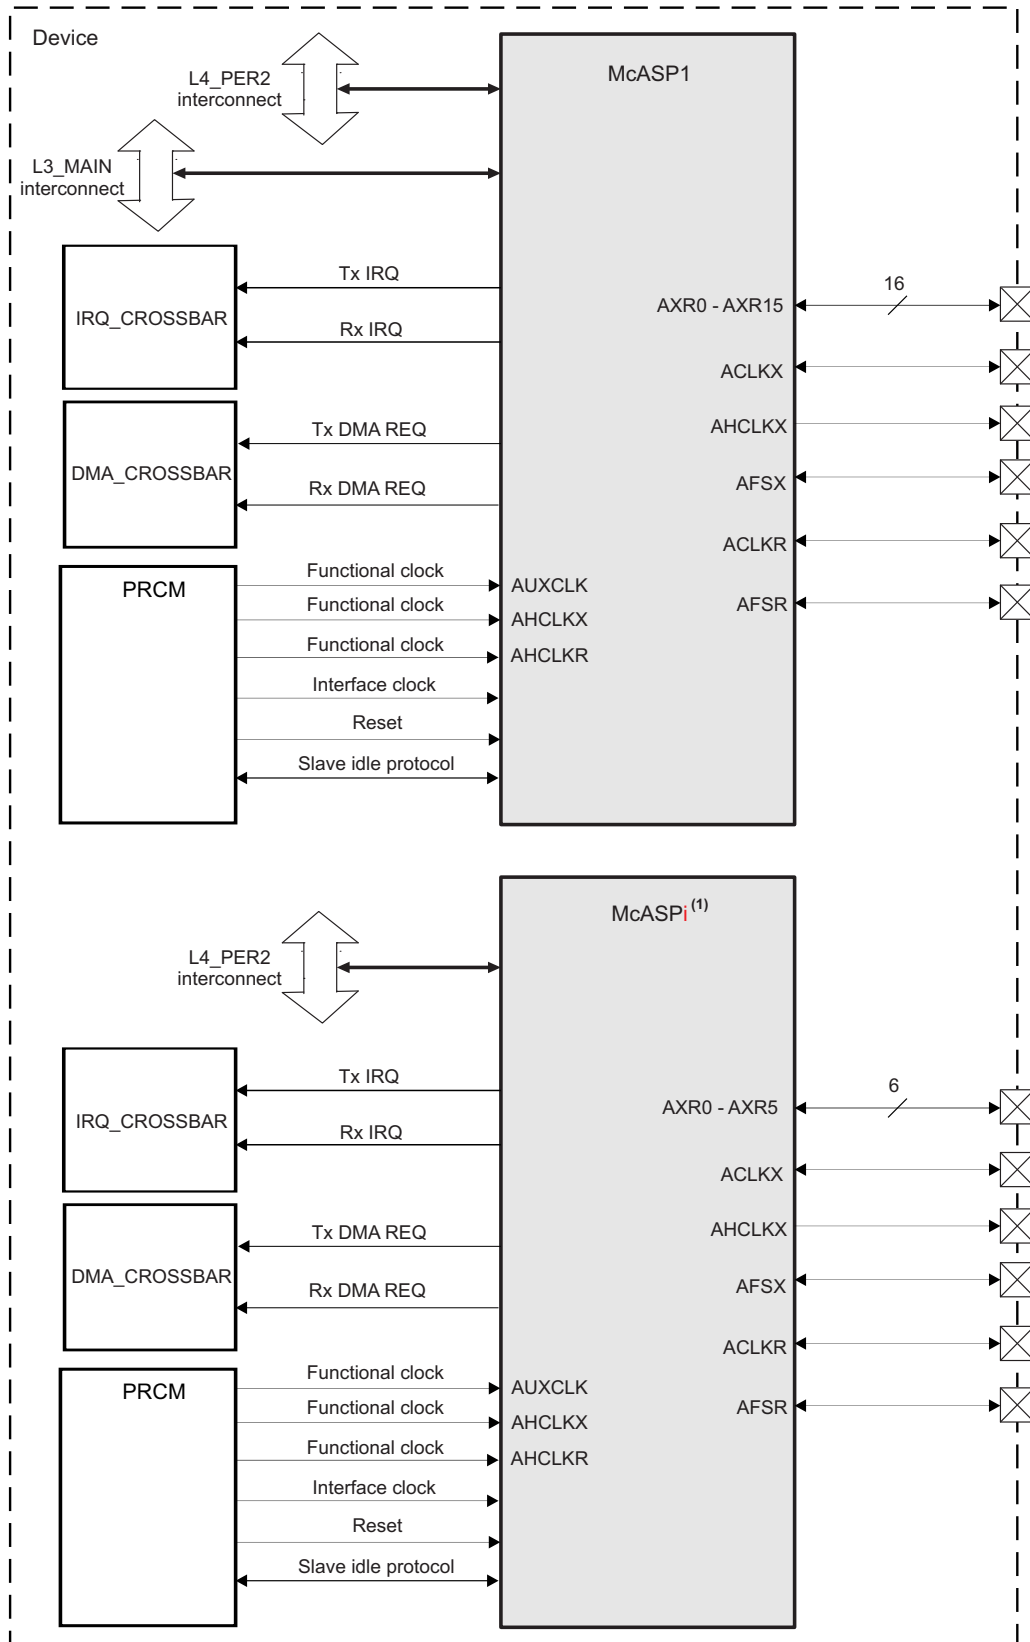 Device
McASP1
L4_PER2
interconnect
L3_MAIN
interconnect
Tx IRQ
IRQ_CROSSBAR
Rx IRQ
Tx DMA REQ
DMA_CROSSBAR
Rx DMA REQ
PRCM
Functional clock
AUXCLK
Functional clock
AHCLKX
Functional clock
AHCLKR
Interface clock
Reset
Slave idle protocol
16
AXR0 - AXR15
ACLKX
AHCLKX
AFSX
ACLKR
AFSR
McASPi (1)
L4_PER2
interconnect
Tx IRQ
IRQ_CROSSBAR
Rx IRQ
Tx DMA REQ
DMA_CROSSBAR
Rx DMA REQ
PRCM
Functional clock
AUXCLK
Functional clock
AHCLKX
Functional clock
AHCLKR
Interface clock
Reset
Slave idle protocol
6
AXR0 - AXR5
ACLKX
AHCLKX
AFSX
ACLKR
AFSR